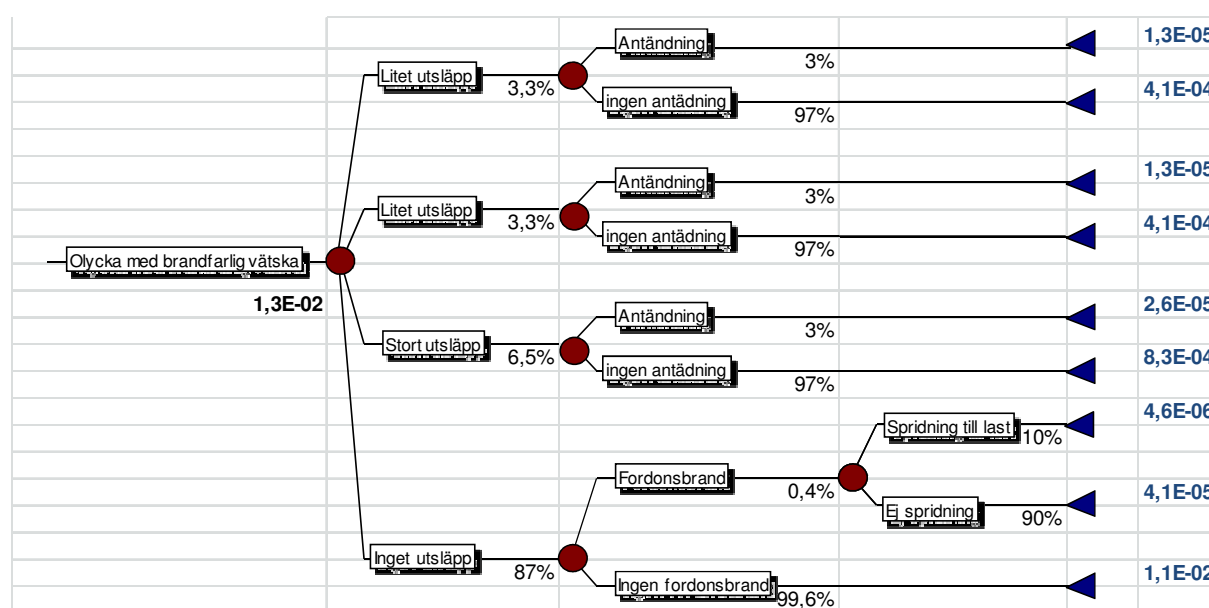 Antändning
1,3E-05
3%
Litet utsläpp
3,3%
ingen antädning
4,1E-04
97%
Antändning
1,3E-05
3%
Litet utsläpp
3,3%
ingen antädning
4,1E-04
97%
Olycka med brandfarlig vätska
1,3E-02
Antändning
2,6E-05
3%
Stort utsläpp
6,5%
ingen antädning
8,3E-04
97%
Spridning till last
4,6E-06
10%
Fordonsbrand
0,4%
Ej spridning
4,1E-05
90%
Inget utsläpp
87%
Ingen fordonsbrand
1,1E-02
99,6%